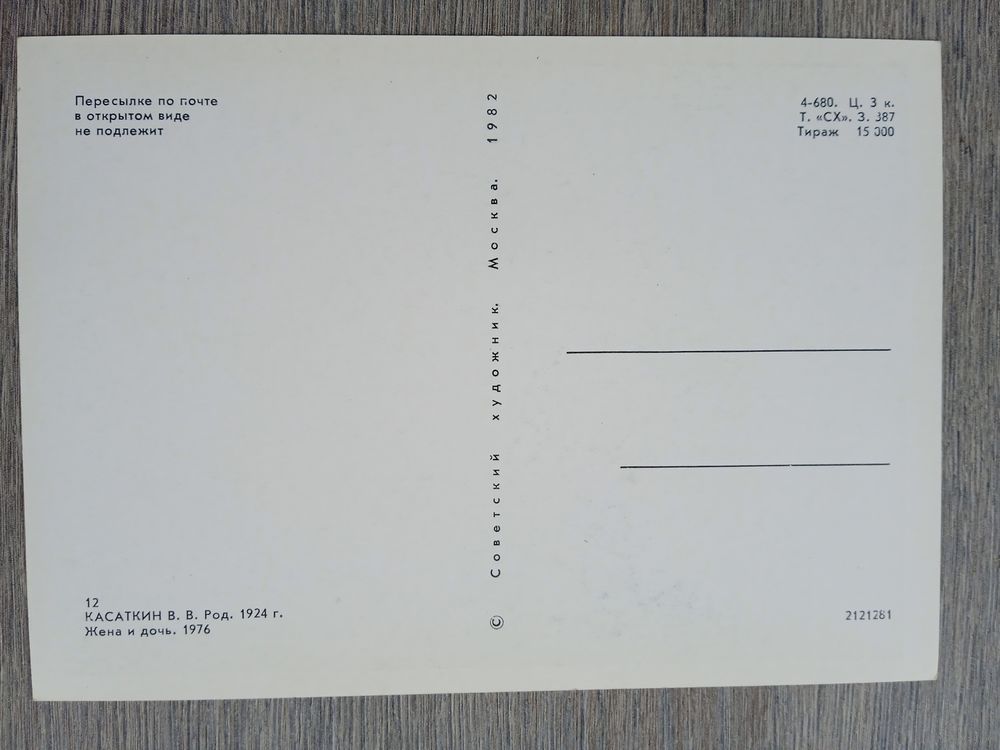 Пересылке по почте
в открытом виде
не подлежит
4-680. Ц. 3 к.
Т. «СХ». З. 387
Тираж 15 000
© Советский художник. Москва. 1982
12
КАСАТКИН В. В. Род. 1924 г.
Жена и дочь. 1976
2121281